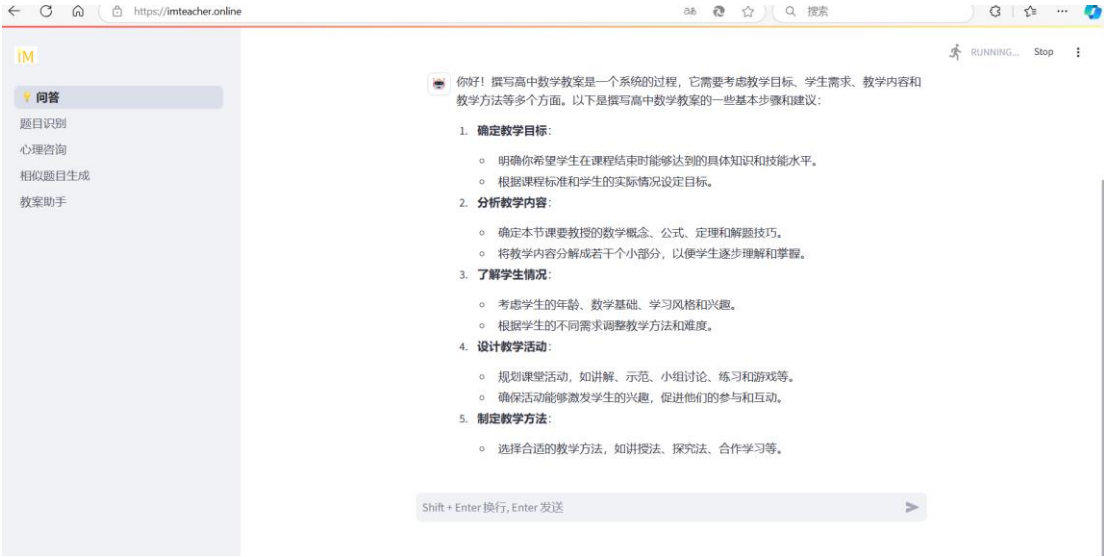 https://imteacher.online
搜索
iM
RUNNING...
Stop
问答
题目识别
心理咨询
相似题目生成
教案助手
你好！撰写高中数学教案是一个系统的过程，它需要考虑教学目标、学生需求、教学内容和
教学方法等多个方面。以下是撰写高中数学教案的一些基本步骤和建议：
1. 确定教学目标：
明确你希望学生在课程结束时能够达到的具体知识和技能水平。
根据课程标准和学生的实际情况设定目标。
2. 分析教学内容：
确定本节课要教授的数学概念、公式、定理和解题技巧。
将教学内容分解成若干个小部分，以便学生逐步理解和掌握。
3. 了解学生情况：
考虑学生的年龄、数学基础、学习风格和兴趣。
根据学生的不同需求调整教学方法和难度。
4. 设计教学活动：
规划课堂活动，如讲解、示范、小组讨论、练习和游戏等。
确保活动能够激发学生的兴趣，促进他们的参与和互动。
5. 制定教学方法：
选择合适的教学方法，如讲授法、探究法、合作学习等。
Shift + Enter 换行, Enter 发送